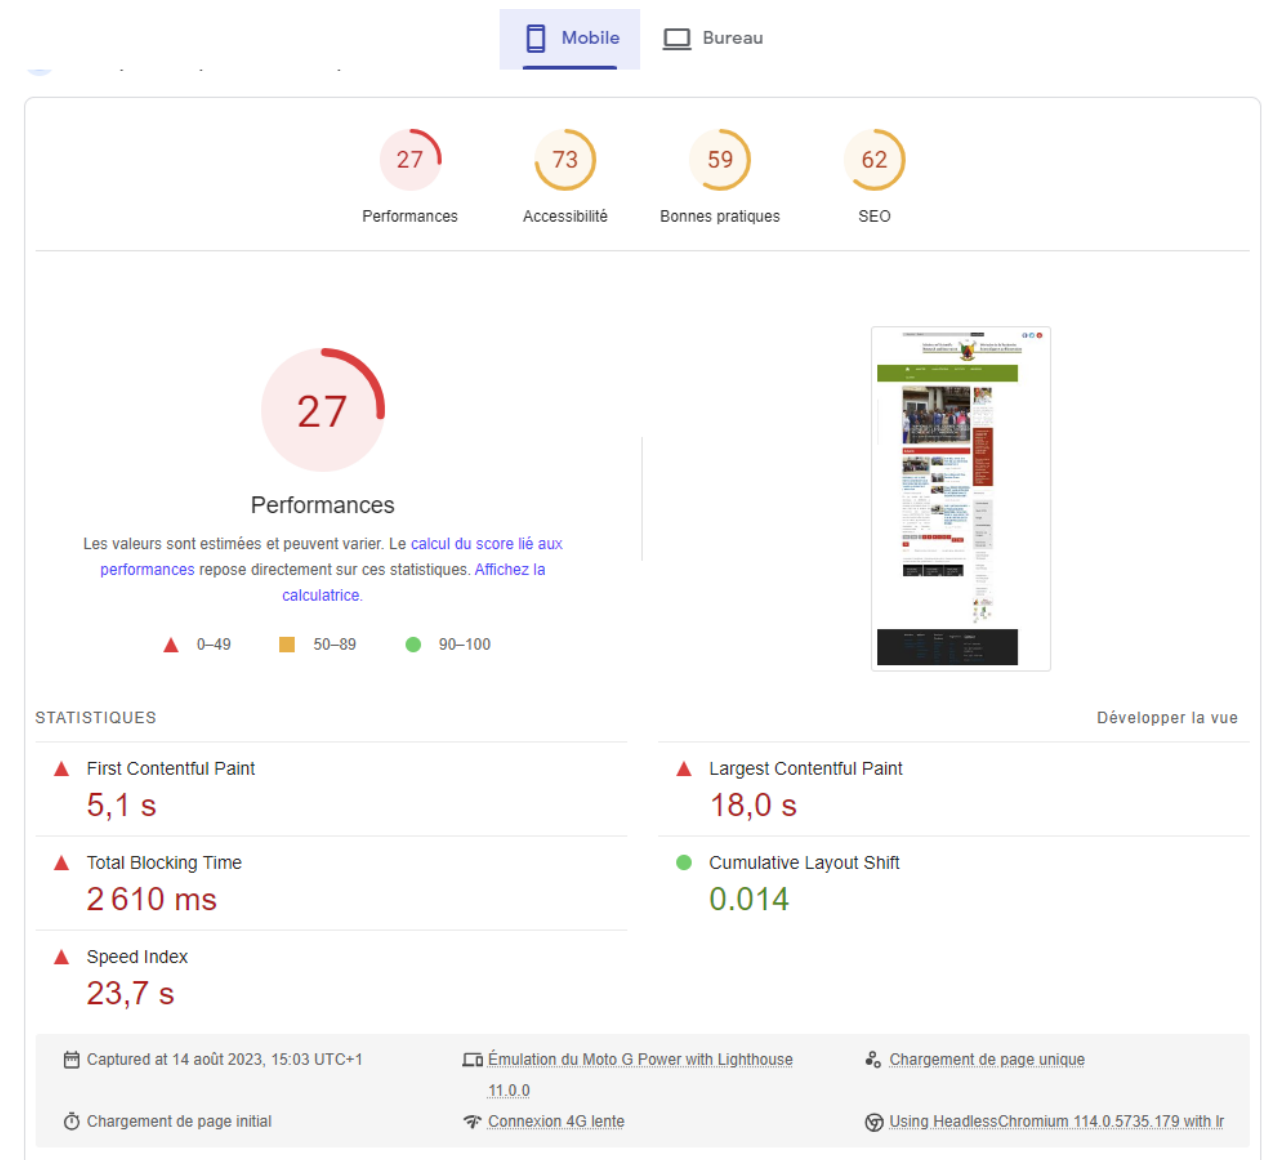 Mobile
Bureau
27
73
59
62
Performances
Accessibilité
Bonnes pratiques
SEO
27
Performances
Les valeurs sont estimées et peuvent varier. Le calcul du score lié aux
performances repose directement sur ces statistiques. Affichez la
calculatrice.
0–49
50–89
90–100
STATISTIQUES
Développer la vue
First Contentful Paint
5,1 s
Largest Contentful Paint
18,0 s
Total Blocking Time
2 610 ms
Cumulative Layout Shift
0.014
Speed Index
23,7 s
Captured at 14 août 2023, 15:03 UTC+1
Émulation du Moto G Power with Lighthouse
11.0.0
Chargement de page unique
Chargement de page initial
Connexion 4G lente
Using HeadlessChromium 114.0.5735.179 with lr